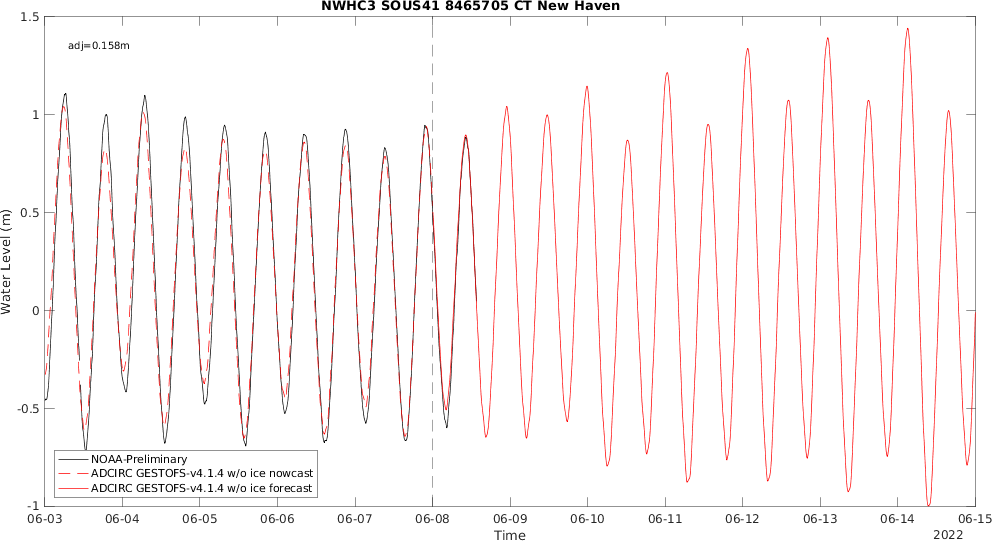 NWHC3 SOUS41 8465705 CT New Haven
1.5
adj=0.158m
1
0.5
Water Level (m)
0
-0.5
NOAA-Preliminary
ADCIRC GESTOFS-v4.1.4 w/o ice nowcast
ADCIRC GESTOFS-v4.1.4 w/o ice forecast
-1
06-03 06-04 06-05 06-06 06-07 06-08 06-09 06-10 06-11 06-12 06-13 06-14 06-15
Time
2022